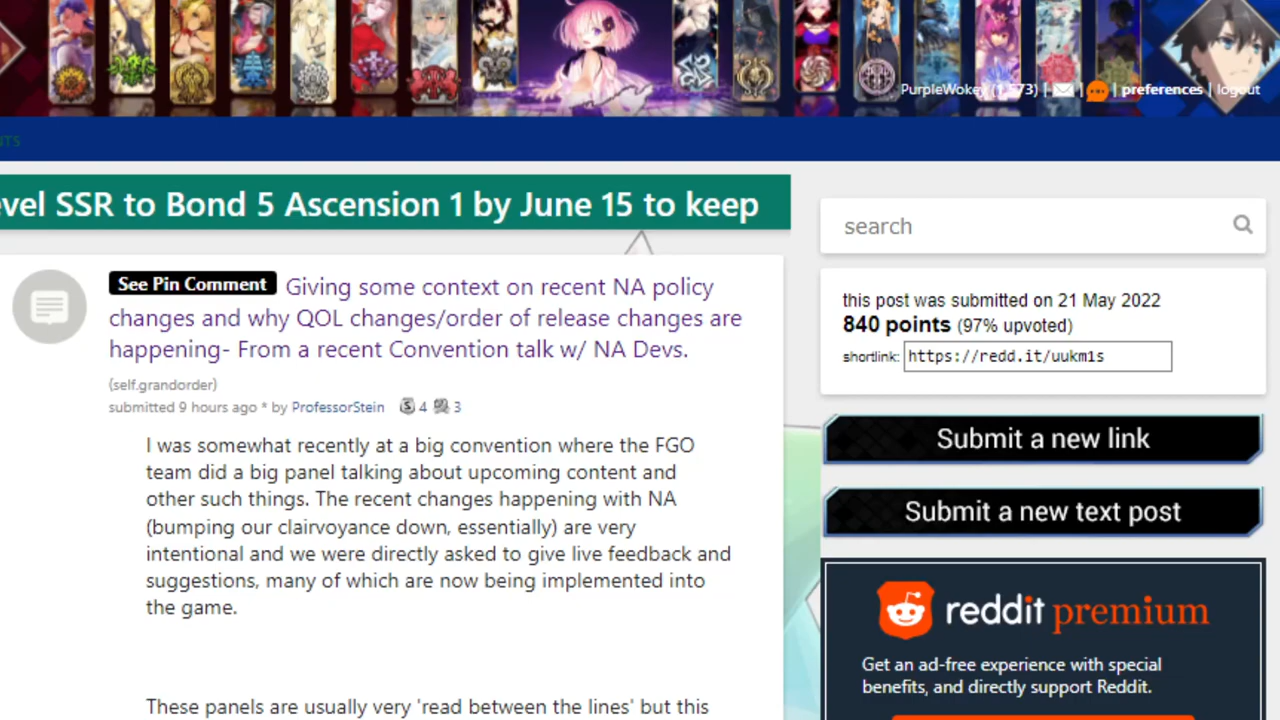 PurpleWokey (1,573) | | | preferences | logout
UTS
evel SSR to Bond 5 Ascension 1 by June 15 to keep
search
See Pin Comment Giving some context on recent NA policy
changes and why QOL changes/order of release changes are
happening- From a recent Convention talk w/ NA Devs.
(self.grandorder)
submitted 9 hours ago * by ProfessorStein 4 3
I was somewhat recently at a big convention where the FGO
team did a big panel talking about upcoming content and
other such things. The recent changes happening with NA
(bumping our clairvoyance down, essentially) are very
intentional and we were directly asked to give live feedback and
suggestions, many of which are now being implemented into
the game.
These panels are usually very 'read between the lines' but this
this post was submitted on 21 May 2022
840 points (97% upvoted)
shortlink: https://redd.it/uukm1s
Submit a new link
Submit a new text post
reddit premium
Get an ad-free experience with special
benefits, and directly support Reddit.